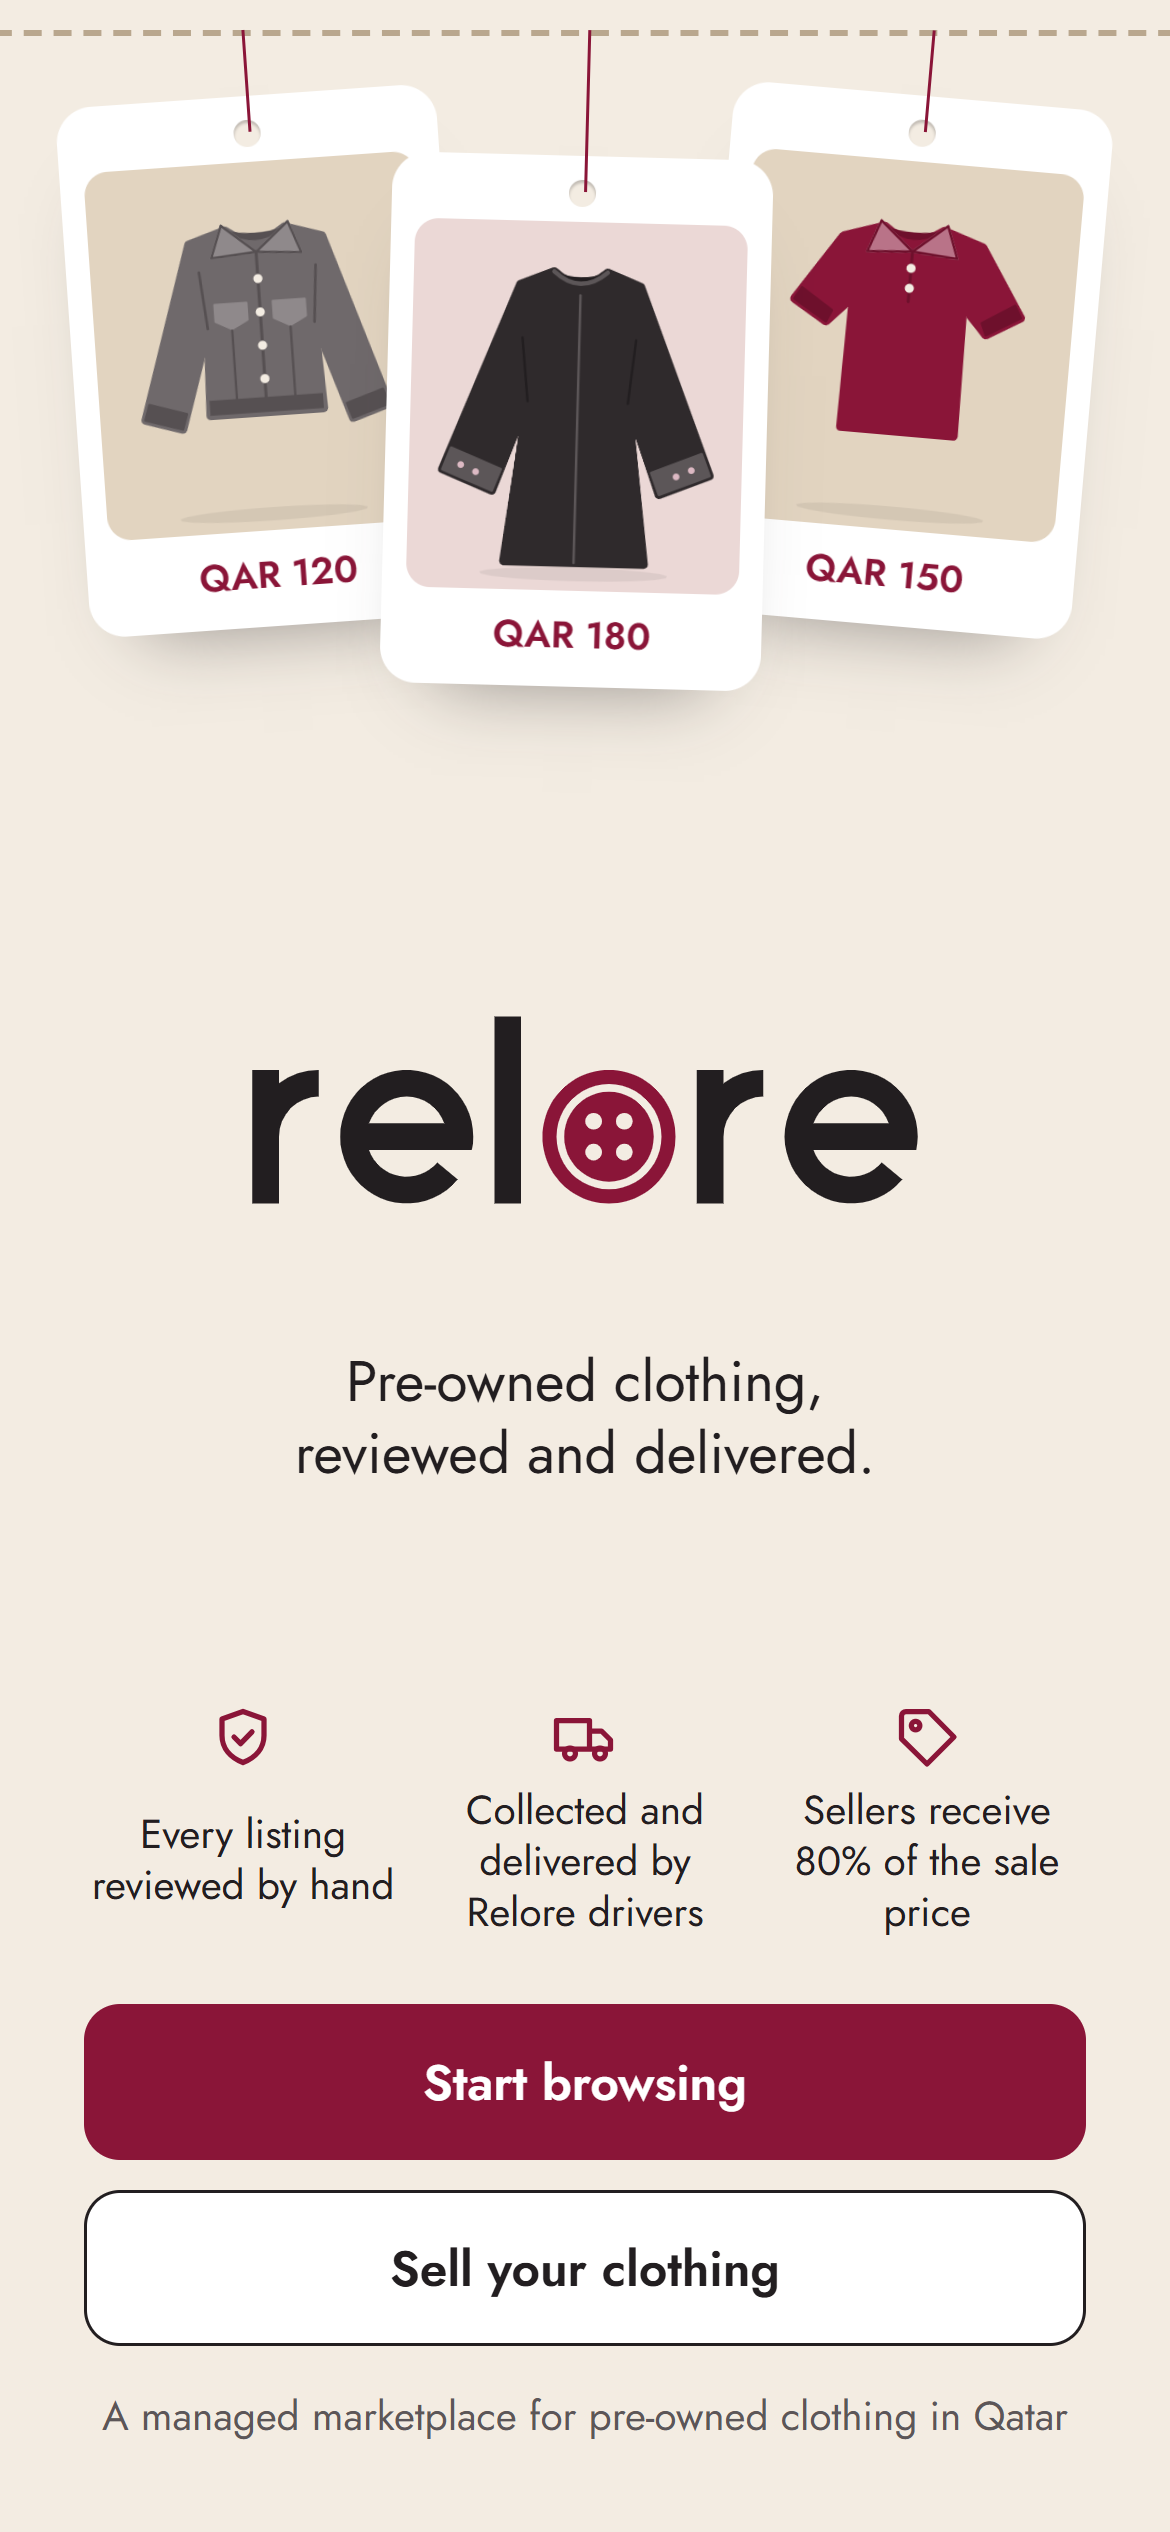 QAR 120
QAR 180
QAR 150
relore
Pre-owned clothing,
reviewed and delivered.
Every listing
reviewed by hand
Collected and
delivered by
Relore drivers
Sellers receive
80% of the sale
price
Start browsing
Sell your clothing
A managed marketplace for pre-owned clothing in Qatar